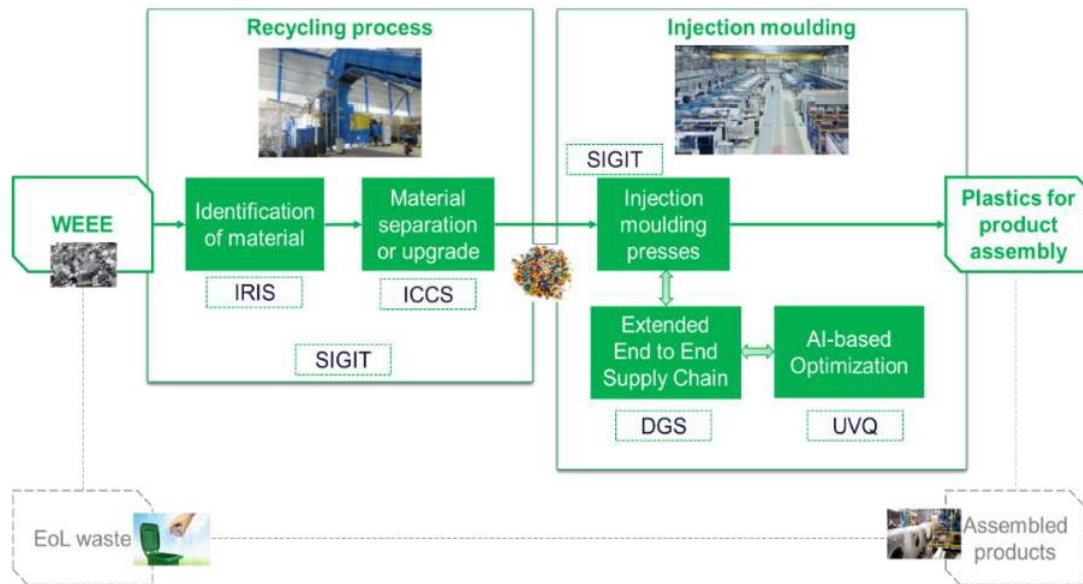 Recycling process
Injection moulding
SIGIT
WEEE
Identification
of material
Material
separation
or upgrade
Injection
moulding
presses
Plastics for
product
assembly
IRIS
ICCS
SIGIT
Extended
End to End
Supply Chain
AI-based
Optimization
DGS
UVQ
EoL waste
Assembled
products